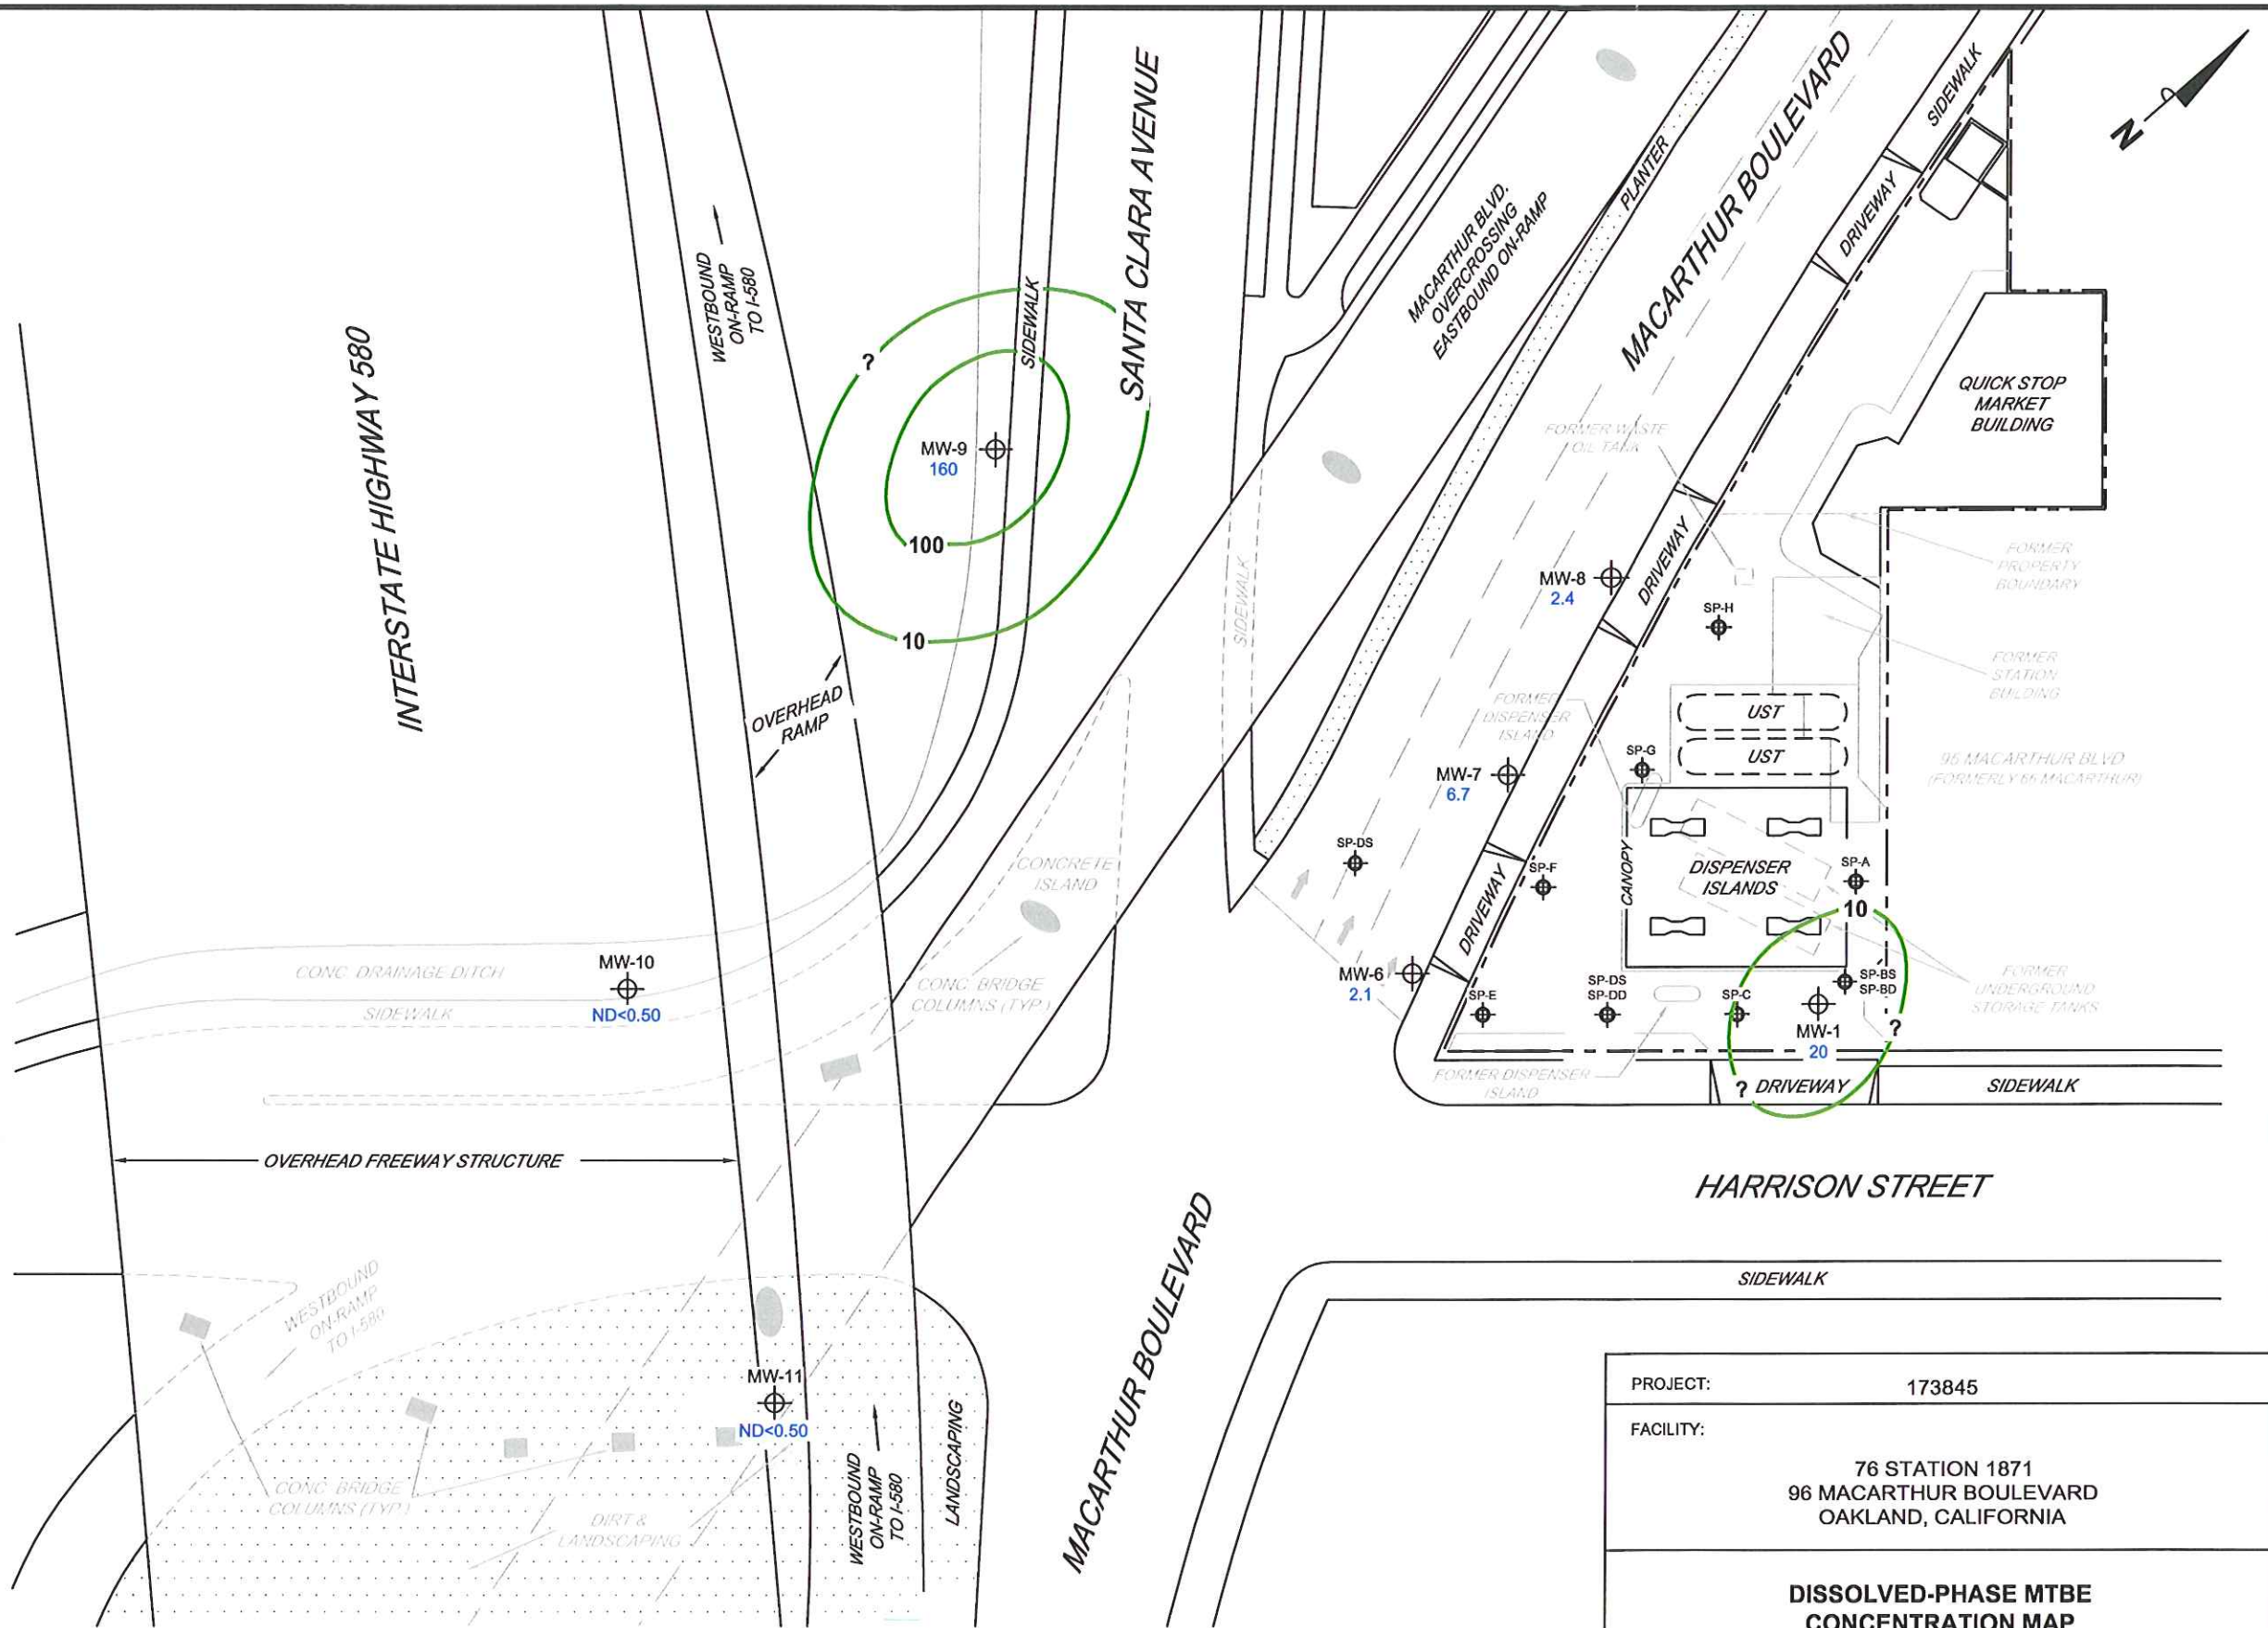 INTERSTATE HIGHWAY 580
WESTBOUND
ON-RAMP
TO I-580
SIDEWALK
SANTA CLARA AVENUE
?
MW-9
160
100
10
OVERHEAD
RAMP
MACARTHUR BLVD.
OVERCROSSING
EASTBOUND ON-RAMP
PLANTER
MACARTHUR BOULEVARD
SIDEWALK
DRIVEWAY
N
QUICK STOP
MARKET
BUILDING
FORMER WASTE
OIL TANK
FORMER
PROPERTY
BOUNDARY
SIDEWALK
MW-8
2.4
DRIVEWAY
SP-H
FORMER
STATION
BUILDING
FORMER
DISPENSER
ISLAND
UST
UST
SP-G
MW-7
6.7
96 MACARTHUR BLVD
(FORMERLY 66 MACARTHUR)
SP-DS
SP-F
CANOPY
DISPENSER
ISLANDS
SP-A
10
DRIVEWAY
CONCRETE
ISLAND
CONC BRIDGE
COLUMNS (TYP.)
MW-6
2.1
SP-E
SP-DS
SP-DD
SP-C
SP-BS
SP-BD
MW-1
20
?
FORMER
UNDERGROUND
STORAGE TANKS
FORMER DISPENSER
ISLAND
?
DRIVEWAY
SIDEWALK
CONC DRAINAGE DITCH
MW-10
ND<0.50
SIDEWALK
OVERHEAD FREEWAY STRUCTURE
HARRISON STREET
SIDEWALK
WESTBOUND
ON-RAMP
TO I-580
MW-11
ND<0.50
CONC BRIDGE
COLUMNS (TYP.)
DIRT &
LANDSCAPING
WESTBOUND
ON-RAMP
TO I-580
LANDSCAPING
MACARTHUR BOULEVARD
PROJECT:
173845
FACILITY:
76 STATION 1871
96 MACARTHUR BOULEVARD
OAKLAND, CALIFORNIA
DISSOLVED-PHASE MTBE
CONCENTRATION MAP